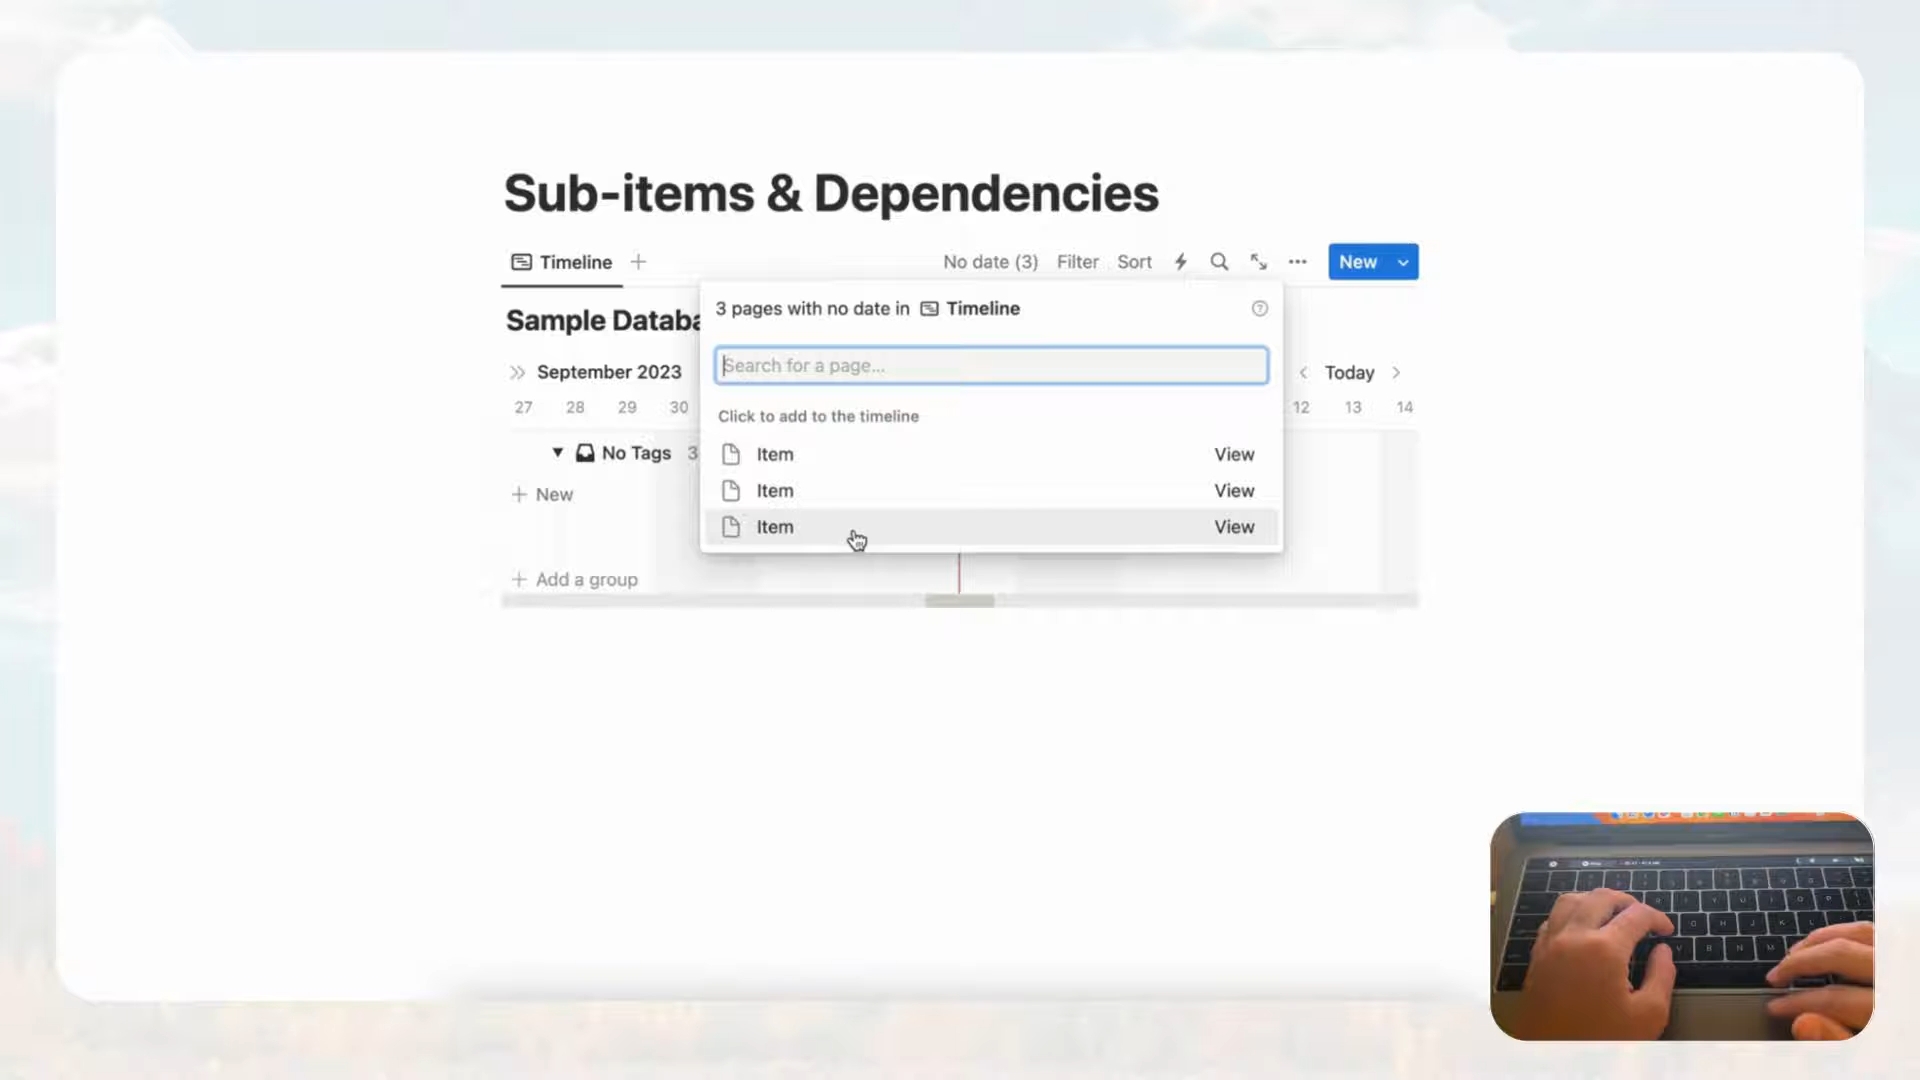 Sub-items & Dependencies
Timeline
No date (3) Filter Sort New
3 pages with no date in Timeline
Sample Databa
Search for a page...
September 2023
Today
27 28 29 30 12 13 14
Click to add to the timeline
No Tags 3
Item View
New
Item View
Item View
Add a group